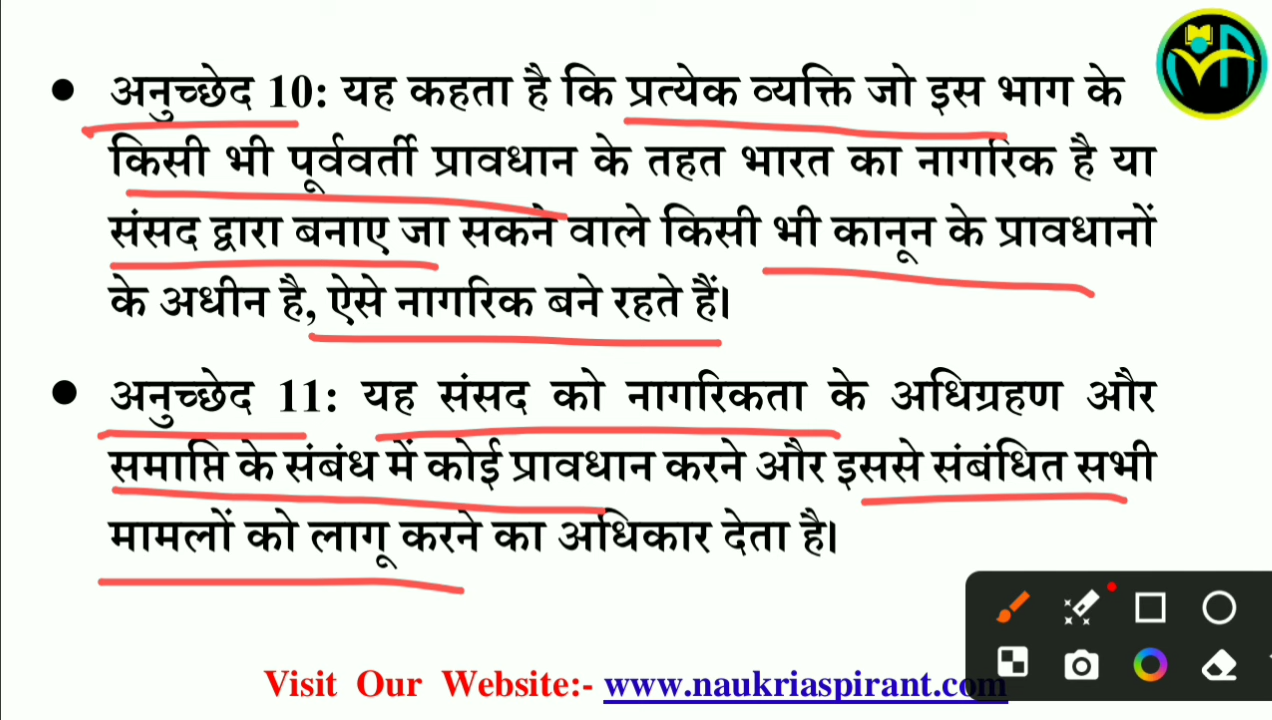 • अनुच्छेद 10: यह कहता है कि प्रत्येक व्यक्ति जो इस भाग के
किसी भी पूर्ववर्ती प्रावधान के तहत भारत का नागरिक है या
संसद द्वारा बनाए जा सकने वाले किसी भी कानून के प्रावधानों
के अधीन है, ऐसे नागरिक बने रहते हैं।
• अनुच्छेद 11: यह संसद को नागरिकता के अधिग्रहण और
समाप्ति के संबंध में कोई प्रावधान करने और इससे संबंधित सभी
मामलों को लागू करने का अधिकार देता है।
Visit Our Website:- www.naukriaspirant.com